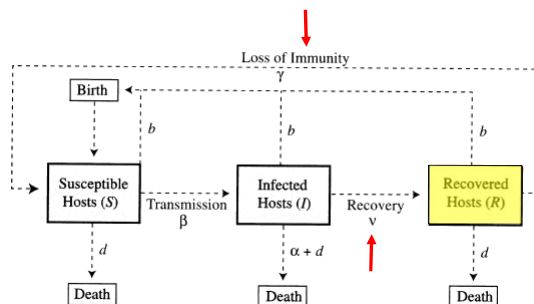 Loss of Immunity
γ
Birth
b
b
b
Susceptible
Hosts (S)
Transmission
β
Infected
Hosts (I)
Recovery
ν
Recovered
Hosts (R)
d
α + d
d
Death
Death
Death